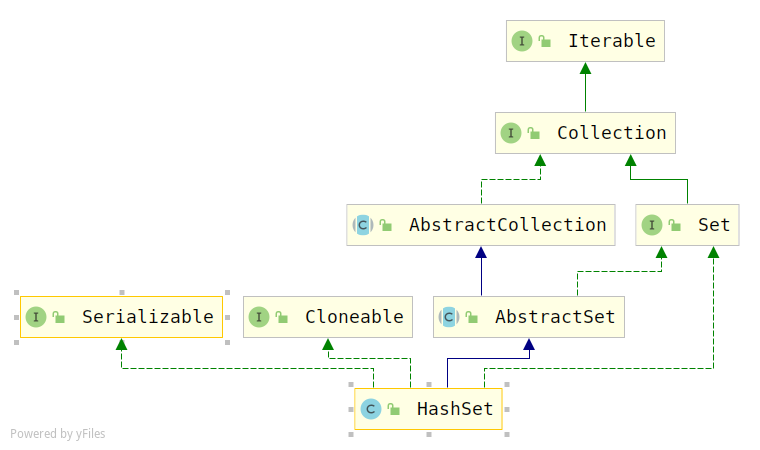 I Iterable
I Collection
C AbstractCollection
I Set
I Serializable
I Cloneable
C AbstractSet
C HashSet
Powered by yFiles